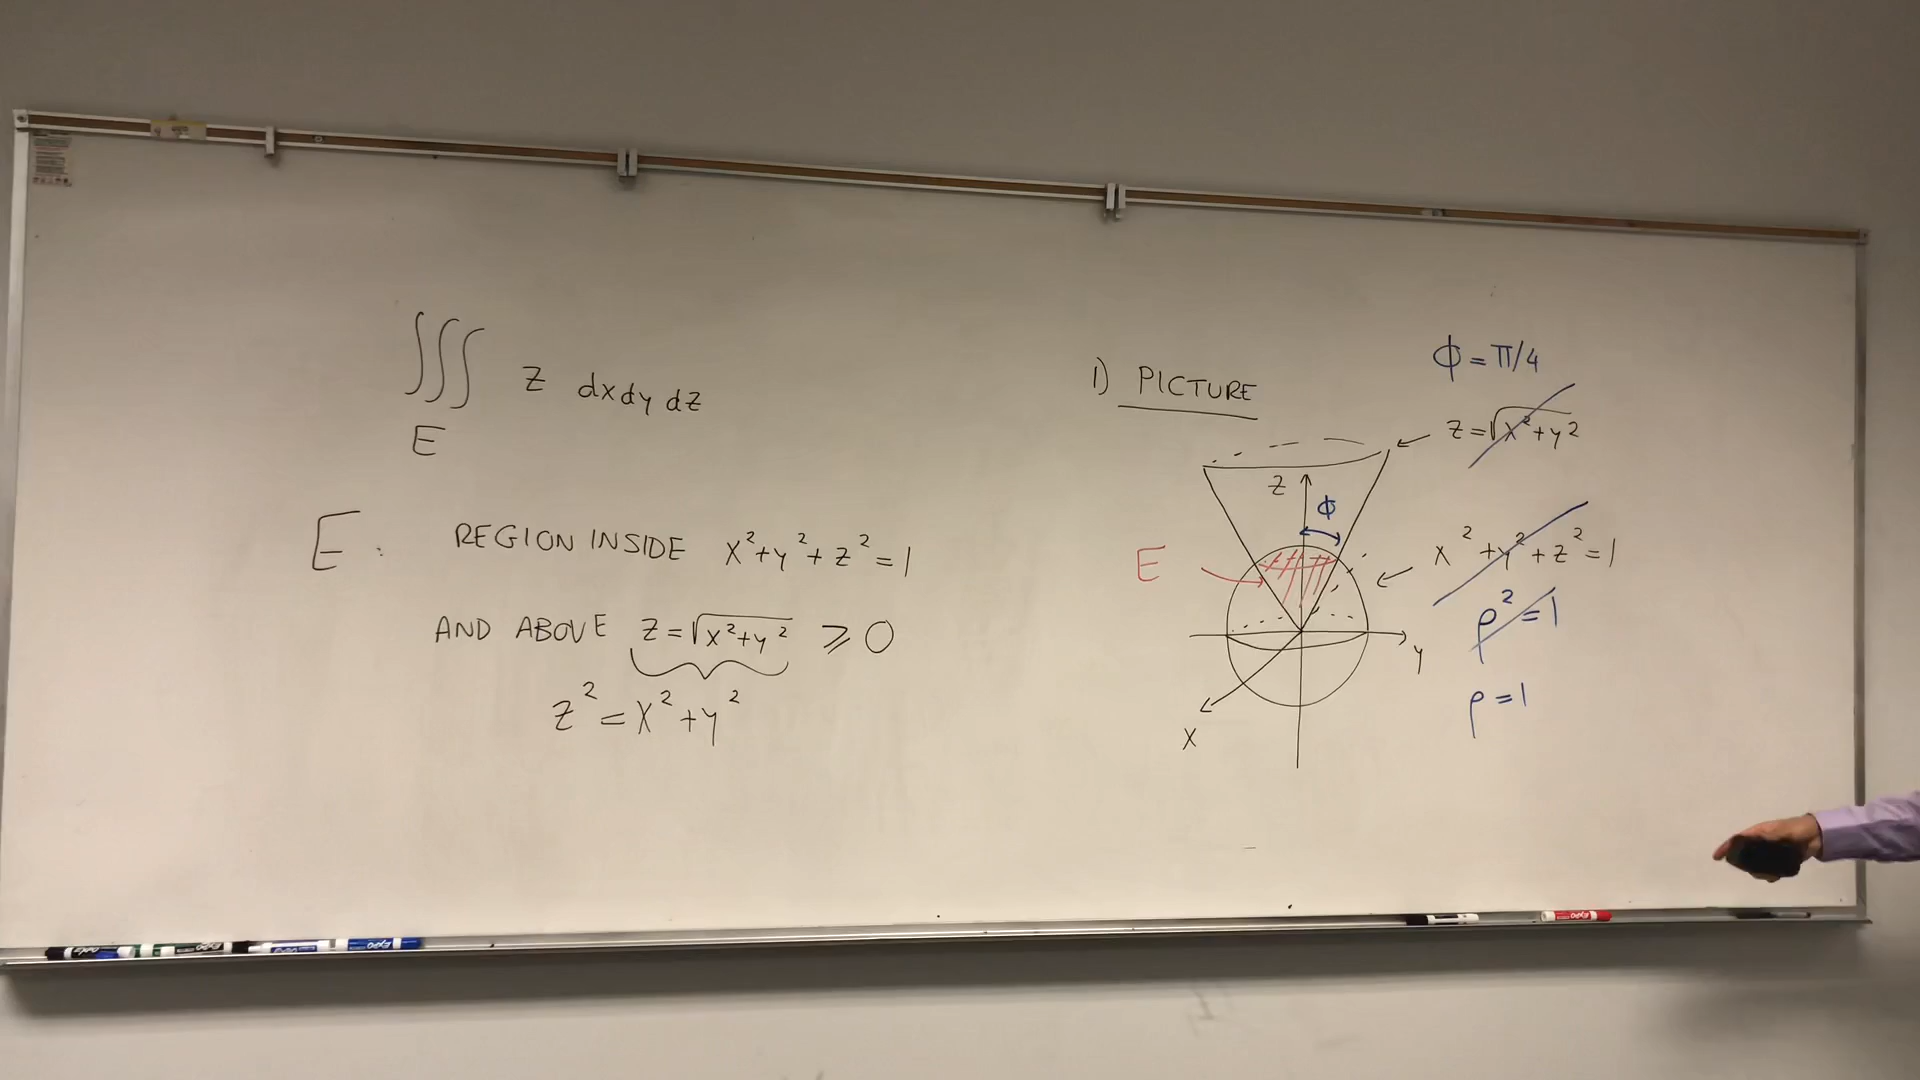 ∭ z dxdydz
E
E: REGION INSIDE x²+y²+z²=1
AND ABOVE z=√x²+y² ⩾ 0
z²=x²+y²
1) PICTURE
ϕ=π/4
z=√x²+y²
z
ϕ
E
x²+y²+z²=1
ρ²=1
y
ρ=1
x